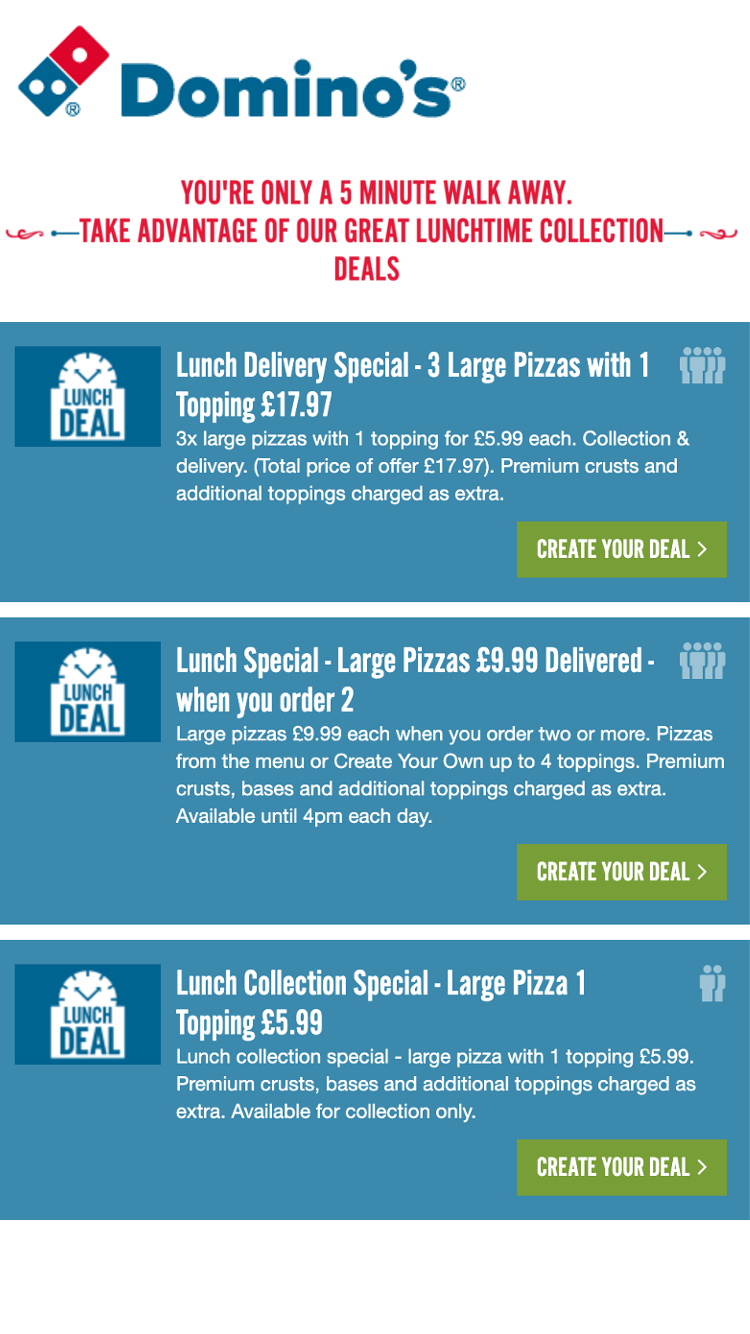 Domino's®
®
YOU'RE ONLY A 5 MINUTE WALK AWAY.
TAKE ADVANTAGE OF OUR GREAT LUNCHTIME COLLECTION
DEALS
LUNCH
DEAL
Lunch Delivery Special - 3 Large Pizzas with 1
Topping £17.97
3x large pizzas with 1 topping for £5.99 each. Collection &
delivery. (Total price of offer £17.97). Premium crusts and
additional toppings charged as extra.
CREATE YOUR DEAL >
LUNCH
DEAL
Lunch Special - Large Pizzas £9.99 Delivered -
when you order 2
Large pizzas £9.99 each when you order two or more. Pizzas
from the menu or Create Your Own up to 4 toppings. Premium
crusts, bases and additional toppings charged as extra.
Available until 4pm each day.
CREATE YOUR DEAL >
LUNCH
DEAL
Lunch Collection Special - Large Pizza 1
Topping £5.99
Lunch collection special - large pizza with 1 topping £5.99.
Premium crusts, bases and additional toppings charged as
extra. Available for collection only.
CREATE YOUR DEAL >